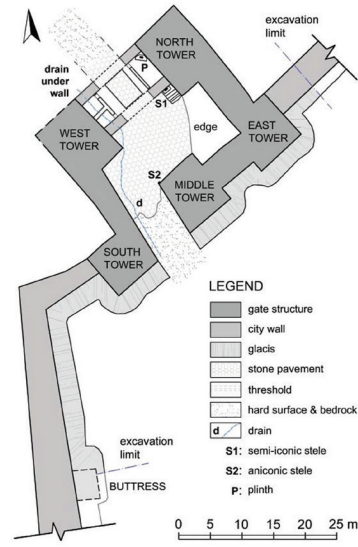 excavation
limit
NORTH
TOWER
P
drain
under
wall
S1
WEST
TOWER
edge
EAST
TOWER
S2
MIDDLE
TOWER
d
SOUTH
TOWER
LEGEND
gate structure
city wall
glacis
stone pavement
threshold
hard surface & bedrock
d drain
S1: semi-iconic stele
S2: aniconic stele
P: plinth
excavation
limit
BUTTRESS
0 5 10 15 20 25 m